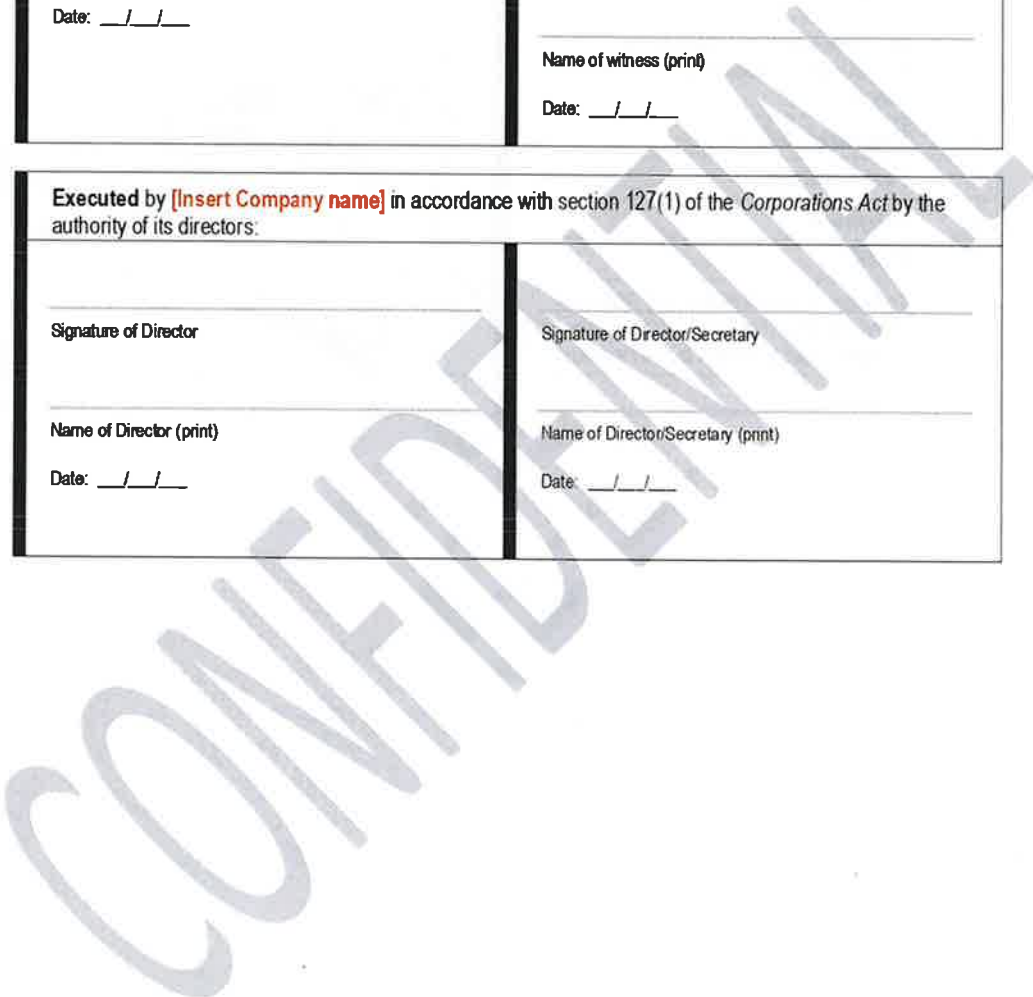 Date: __/__/__
Name of witness (print)
Date: __/__/__
Executed by [Insert Company name] in accordance with section 127(1) of the Corporations Act by the
authority of its directors:
Signature of Director
Signature of Director/Secretary
Name of Director (print)
Name of Director/Secretary (print)
Date: __/__/__
Date: __/__/__
CONFIDENTIAL